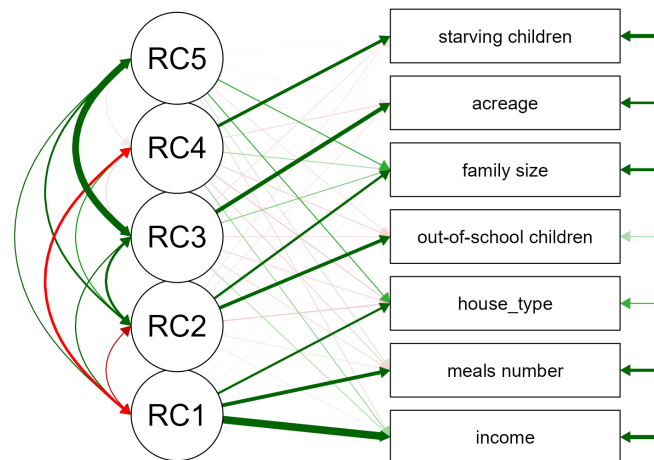 RC5
RC4
RC3
RC2
RC1
starving children
acreage
family size
out-of-school children
house_type
meals number
income